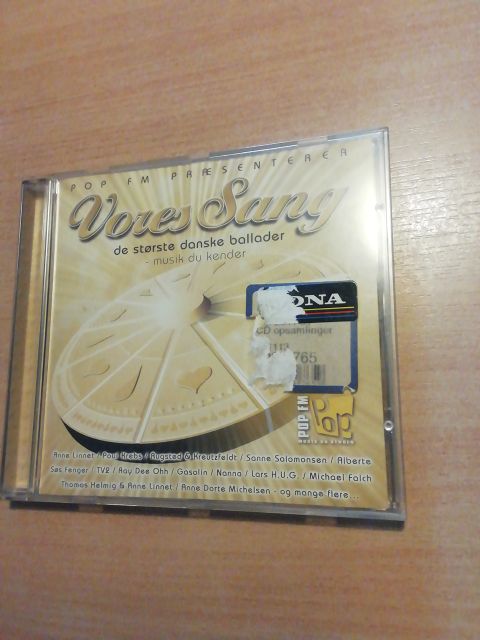 POP FM PRÆSENTERER
Vores Sang
de største danske ballader
- musik du kender
ONA
CD opsamlinger
765
POP FM
Pop
Anne Linnet / Paul Krebs / Rugsted & Kreutzfeldt / Sanne Salomonsen / Alberte
Søs Fenger / TV2 / Ray Dee Ohh / Gasolin / Nanna / Lars H.U.G. / Michael Falch
Thomas Helmig & Anne Linnet / Anne Dorte Michelsen - og mange flere...